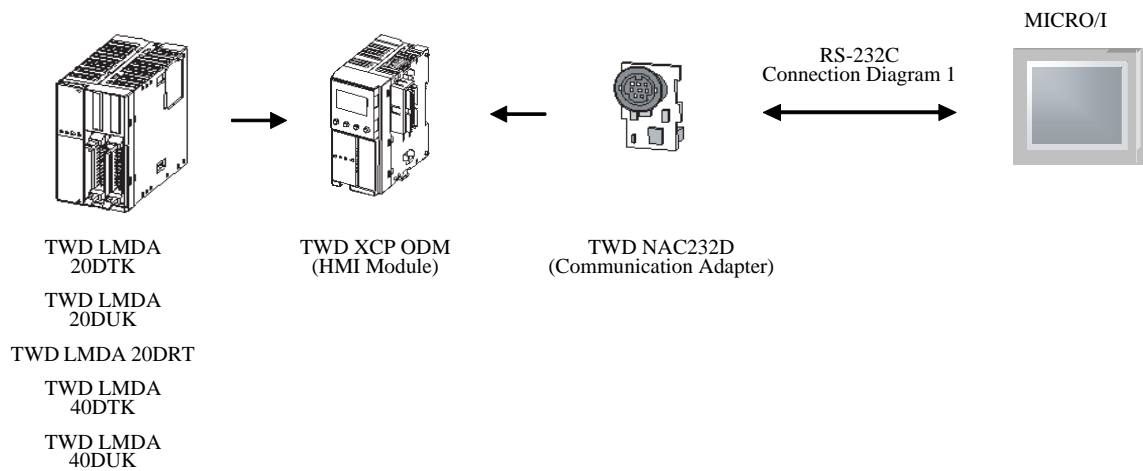 MICRO/I
RS-232C
Connection Diagram 1
TWD LMDA
20DTK
TWD XCP ODM
(HMI Module)
TWD NAC232D
(Communication Adapter)
TWD LMDA
20DUK
TWD LMDA 20DRT
TWD LMDA
40DTK
TWD LMDA
40DUK